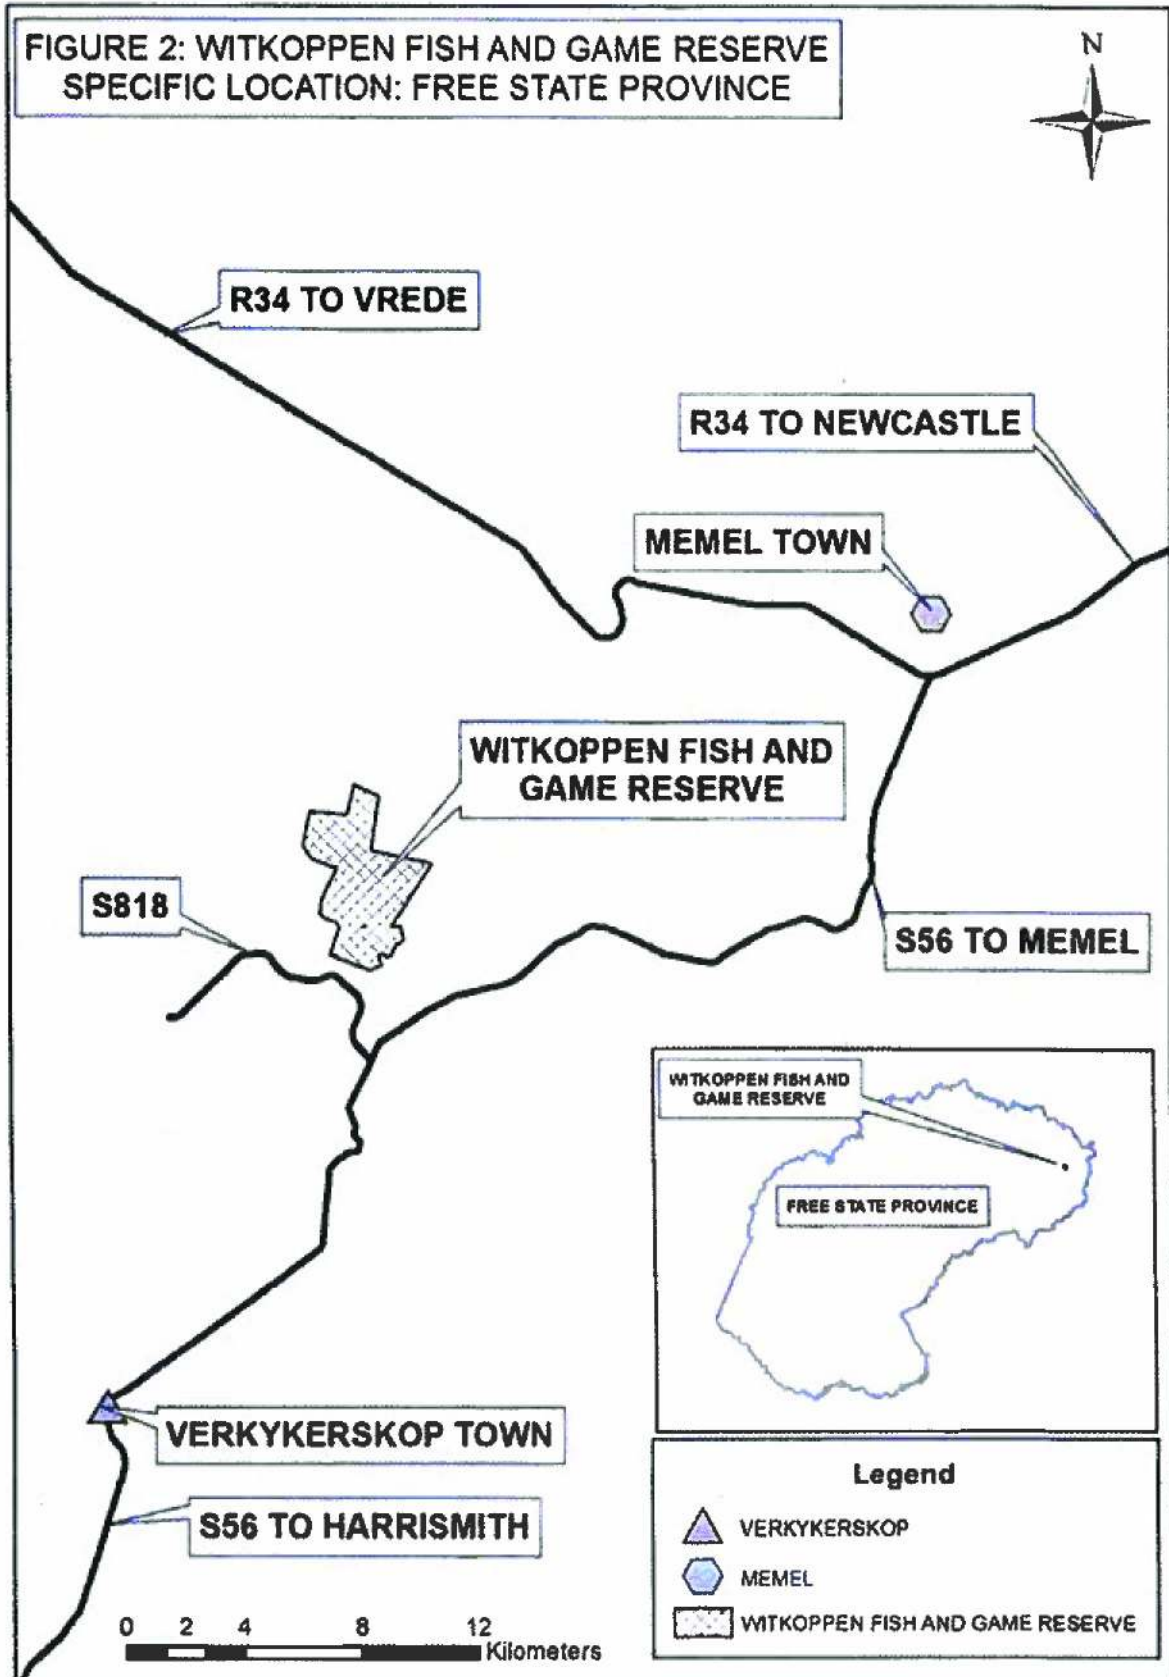 FIGURE 2: WITKOPPEN FISH AND GAME RESERVE
SPECIFIC LOCATION: FREE STATE PROVINCE
N
R34 TO VREDE
R34 TO NEWCASTLE
MEMEL TOWN
WITKOPPEN FISH AND
GAME RESERVE
S818
S56 TO MEMEL
WITKOPPEN FISH AND
GAME RESERVE
FREE STATE PROVINCE
VERKYKERSKOP TOWN
S56 TO HARRISMITH
Legend
VERKYKERSKOP
MEMEL
WITKOPPEN FISH AND GAME RESERVE
0 2 4 8 12
Kilometers